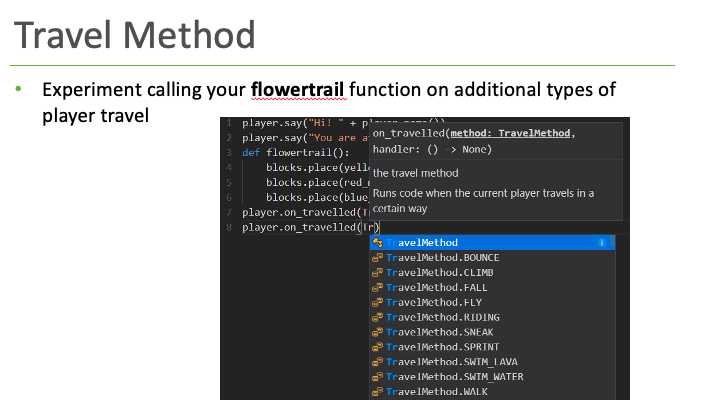 Travel Method
• Experiment calling your flowertrail function on additional types of
player travel
1 player.say("Hi! " + player.name())
2 player.say("You are a
3 def flowertrail():
4 blocks.place(yell
5 blocks.place(red_
6 blocks.place(blue_
7 player.on_travelled(T
8 player.on_travelled(Tr)
on_travelled(method: TravelMethod,
handler: () -> None)
the travel method
Runs code when the current player travels in a
certain way
TravelMethod
TravelMethod.BOUNCE
TravelMethod.CLIMB
TravelMethod.FALL
TravelMethod.FLY
TravelMethod.RIDING
TravelMethod.SNEAK
TravelMethod.SPRINT
TravelMethod.SWIM_LAVA
TravelMethod.SWIM_WATER
TravelMethod.WALK